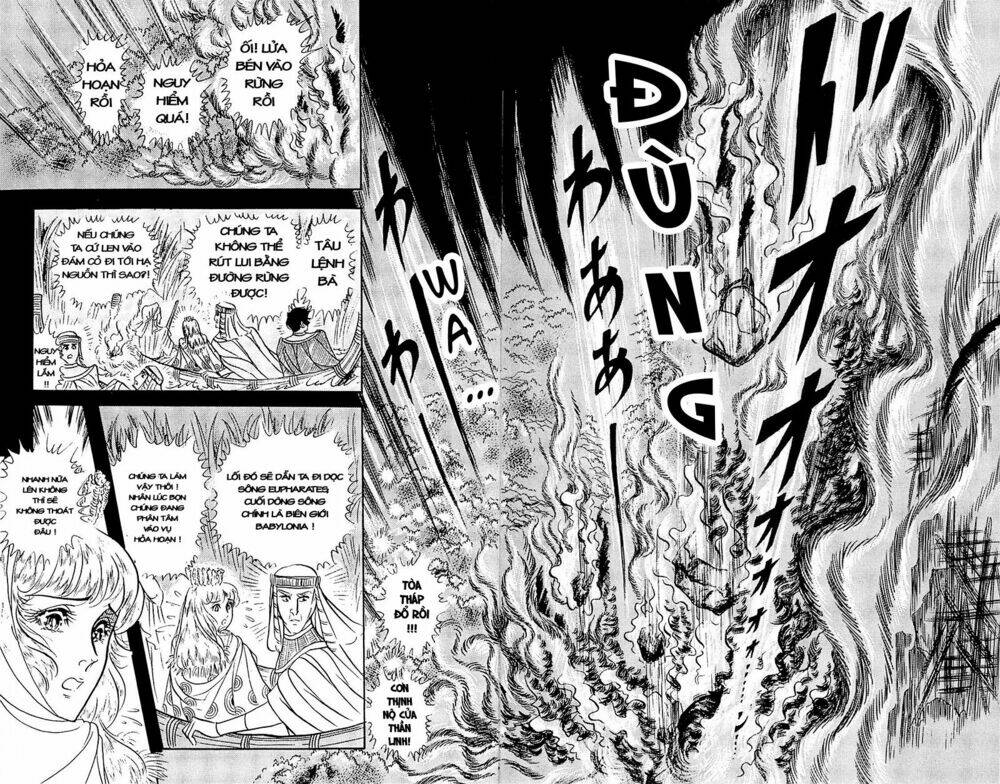 ドドオオオオオオ
ĐÙNG
わ
あああ
わ
わ
WA...
TÒA
THÁP
ĐỔ RỒI
!!!
CƠN
THỊNH
NỘ CỦA
THẦN
LINH!
ỐI! LỬA
BÉN VÀO
RỪNG
RỒI
NGUY
HIỂM
QUÁ!
HỎA
HOẠN
RỒI
TÂU
LỆNH
BÀ
CHÚNG TA
KHÔNG THỂ
RÚT LUI BẰNG
ĐƯỜNG RỪNG
ĐƯỢC!
NẾU CHÚNG
TA CỨ LEN VÀO
ĐÁM CỎ ĐI TỚI HẠ
NGUỒN THÌ SAO?!
NGUY
HIỂM
LẮM
!!
LỐI ĐÓ SẼ DẪN TA ĐI DỌC
SÔNG EUPHARATES,
CUỐI DÒNG SÔNG
CHÍNH LÀ BIÊN GIỚI
BABYLONIA !
CHÚNG TA LÀM
VẬY THÔI !
NHÂN LÚC BỌN
CHÚNG ĐANG
PHÂN TÂM
VÀO VỤ
HỎA HOẠN !
NHANH NỮA
LÊN KHÔNG
THÌ SẼ
KHÔNG THOÁT
ĐƯỢC
ĐÂU !